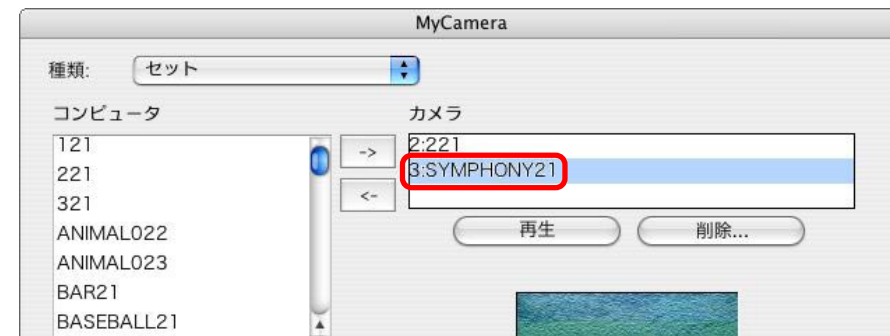 MyCamera
種類: セット
コンピュータ
121
221
321
ANIMAL022
ANIMAL023
BAR21
BASEBALL21
->
<-
カメラ
2:221
3:SYMPHONY21
再生 削除...